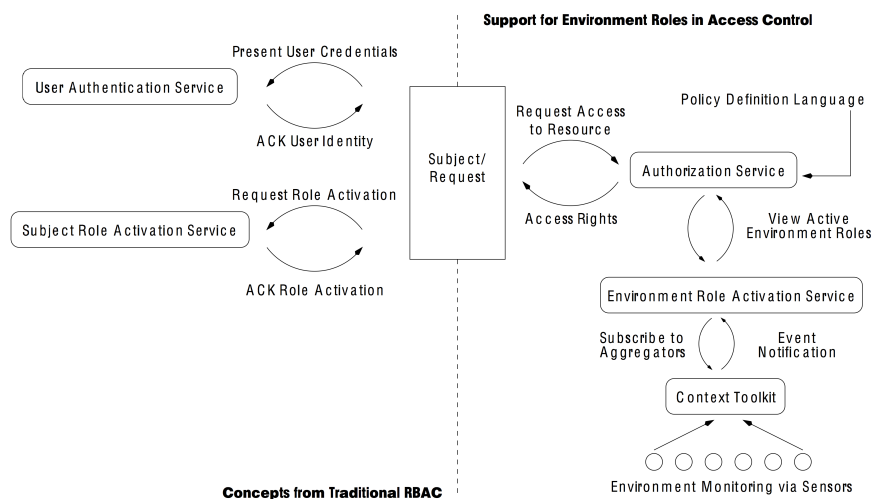 Support for Environment Roles in Access Control
Present User Credentials
User Authentication Service
ACK User Identity
Request Role Activation
Subject Role Activation Service
ACK Role Activation
Subject/
Request
Request Access
to Resource
Access Rights
Policy Definition Language
Authorization Service
View Active
Environment Roles
Environment Role Activation Service
Subscribe to
Aggregators
Event
Notification
Context Toolkit
Environment Monitoring via Sensors
Concepts from Traditional RBAC